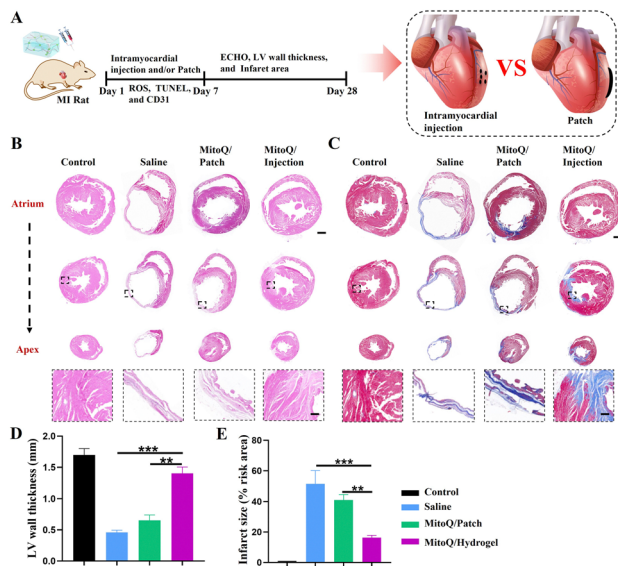 A
MI Rat
Intramyocardial
injection and/or Patch
ECHO, LV wall thickness,
and Infaret area
Day 1
ROS, TUNEL,
and CD31
Day 7
Day 28
Intramyocardial
injection
VS
Patch
B
Control
Saline
MitoQ/
Patch
MitoQ/
Injection
C
Control
Saline
MitoQ/
Patch
MitoQ/
Injection
Atrium
Apex
D
LV wall thickness (mm)
2.0
1.5
1.0
0.5
0.0
***
**
E
Infarct size (% risk area)
80
60
40
20
0
***
**
Control
Saline
MitoQ/Patch
MitoQ/Hydrogel